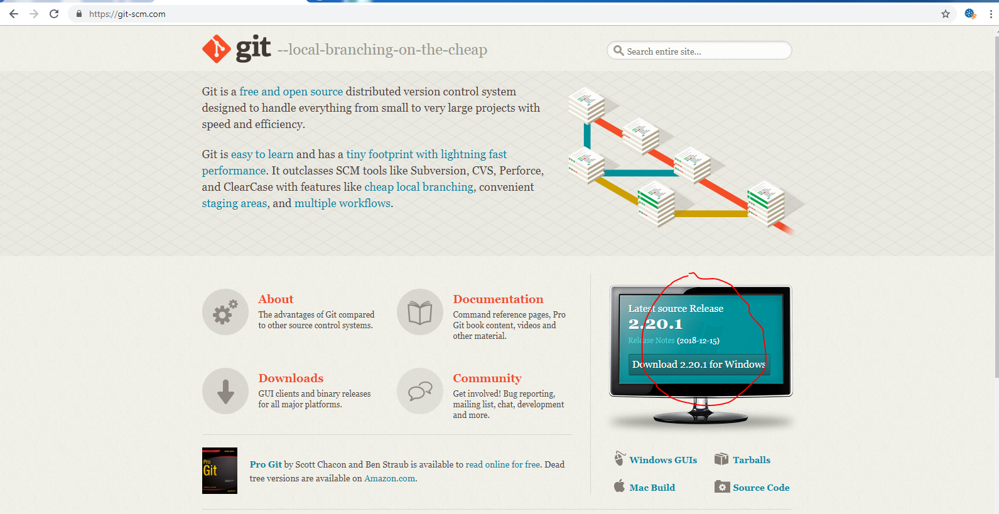 https://git-scm.com
git --local-branching-on-the-cheap
Search entire site...
Git is a free and open source distributed version control system
designed to handle everything from small to very large projects with
speed and efficiency.
Git is easy to learn and has a tiny footprint with lightning fast
performance. It outclasses SCM tools like Subversion, CVS, Perforce,
and ClearCase with features like cheap local branching, convenient
staging areas, and multiple workflows.
About
The advantages of Git compared
to other source control systems.
Documentation
Command reference pages, Pro
Git book content, videos and
other material.
Downloads
GUI clients and binary releases
for all major platforms.
Community
Get involved! Bug reporting,
mailing list, chat, development
and more.
Pro
Git
Pro Git by Scott Chacon and Ben Straub is available to read online for free. Dead
tree versions are available on Amazon.com.
Latest source Release
2.20.1
Release Notes (2018-12-15)
Download 2.20.1 for Windows
Windows GUIs
Tarballs
Mac Build
Source Code